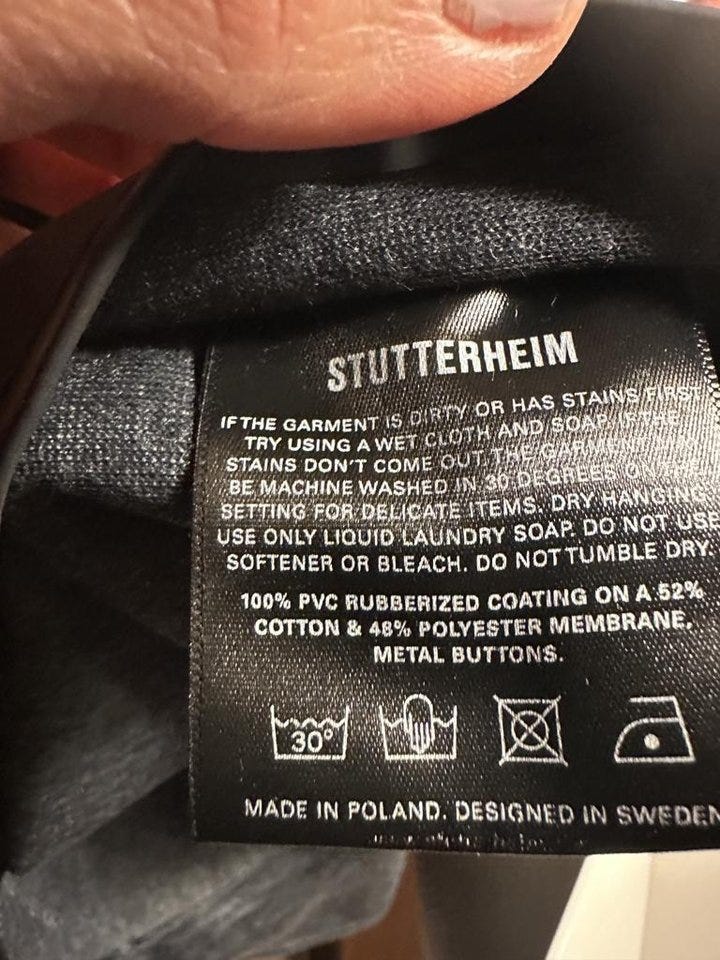 STUTTERHEIM
IF THE GARMENT IS DIRTY OR HAS STAINS FIRST
TRY USING A WET CLOTH AND SOAP. IF THE
STAINS DON'T COME OUT THE GARMENT
BE MACHINE WASHED IN 30 DEGREES ON
SETTING FOR DELICATE ITEMS. DRY HANGING
USE ONLY LIQUID LAUNDRY SOAP. DO NOT USE
SOFTENER OR BLEACH. DO NOT TUMBLE DRY.
100% PVC RUBBERIZED COATING ON A 52%
COTTON & 48% POLYESTER MEMBRANE.
METAL BUTTONS.
30°
MADE IN POLAND. DESIGNED IN SWEDEN